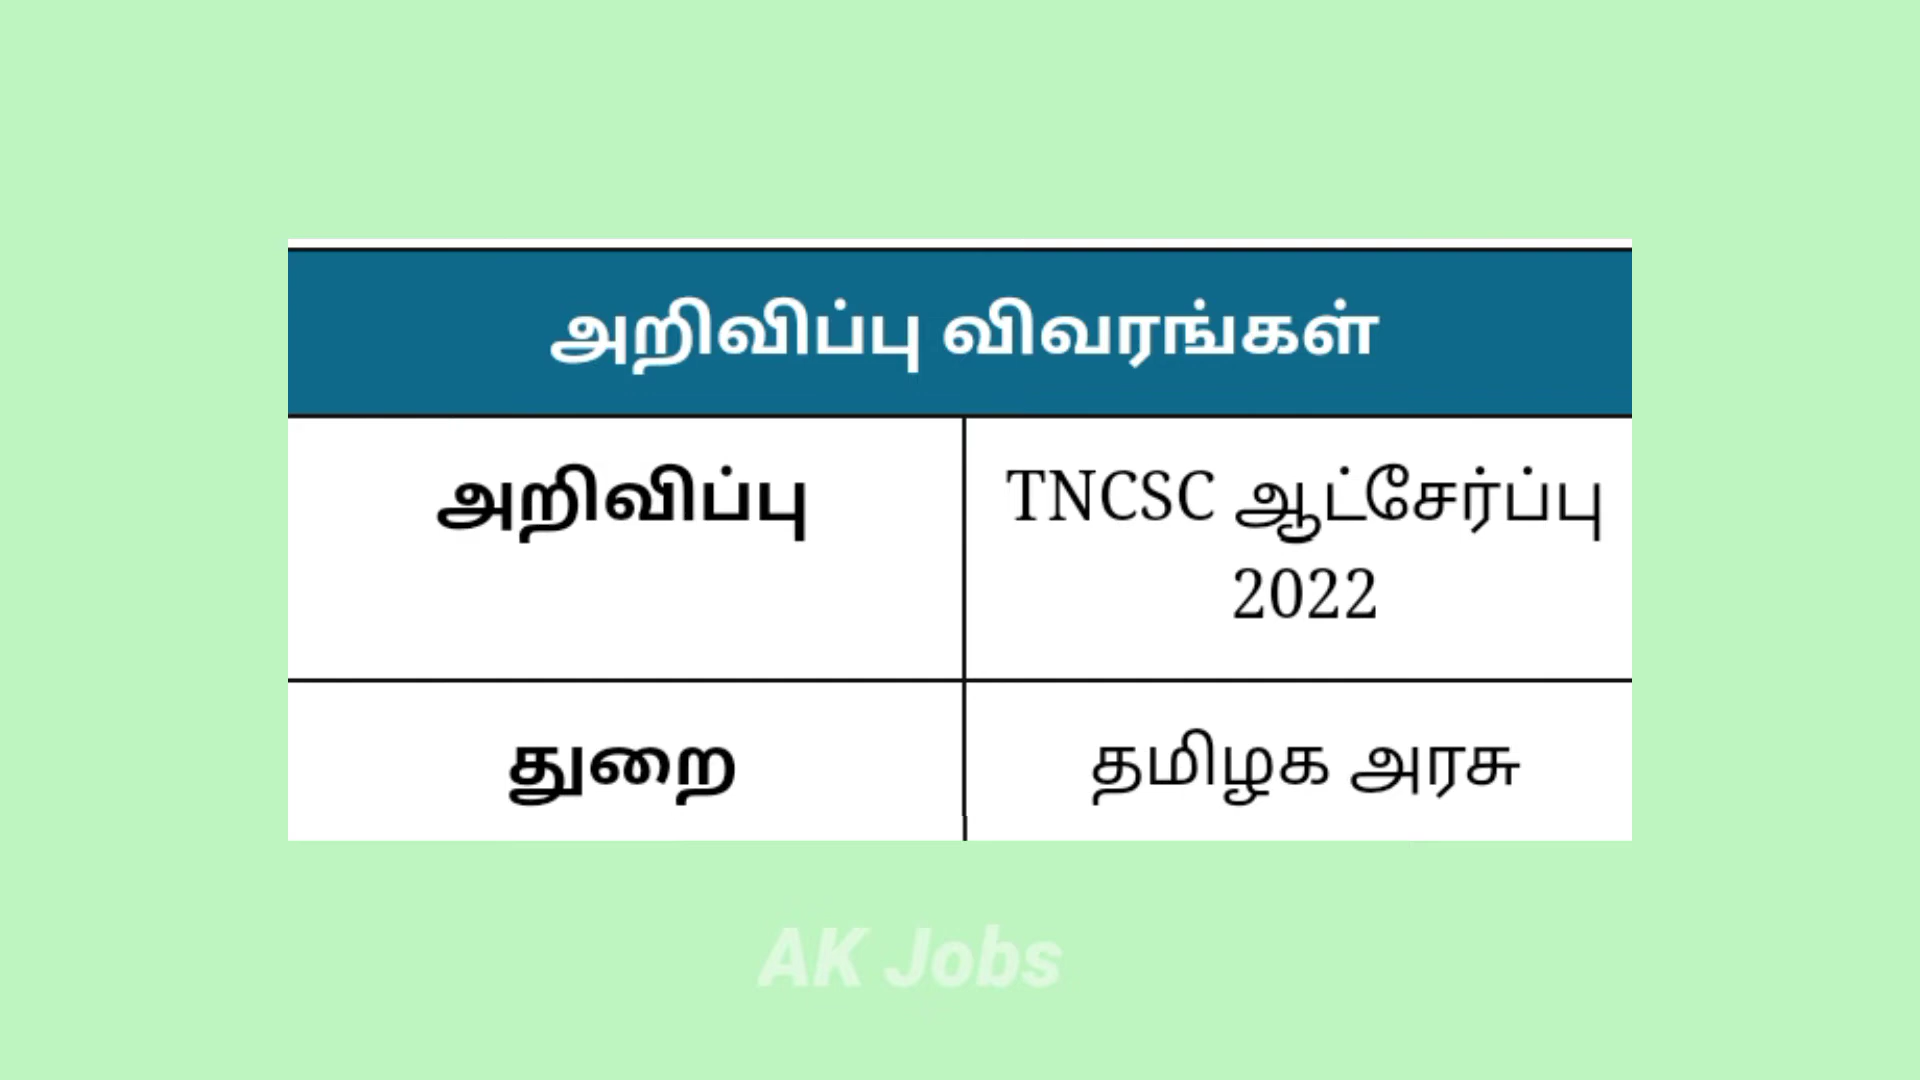 அறிவிப்பு விவரங்கள்
அறிவிப்பு
TNCSC ஆட்சேர்ப்பு
2022
துறை
தமிழக அரசு
AK Jobs